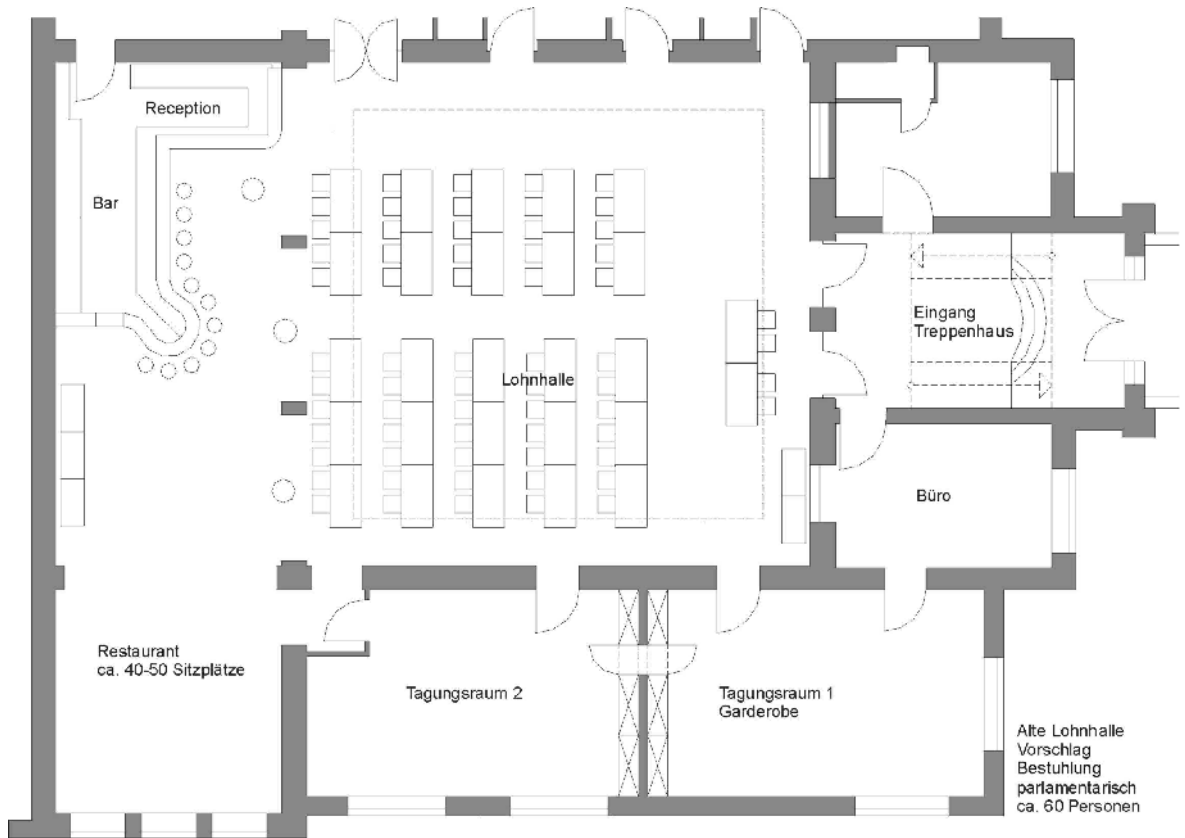 Reception
Bar
Eingang
Treppenhaus
Lohnhalle
Büro
Restaurant
ca. 40-50 Sitzplätze
Tagungsraum 2
Tagungsraum 1
Garderobe
Alte Lohnhalle
Vorschlag
Bestuhlung
parlamentarisch
ca. 60 Personen